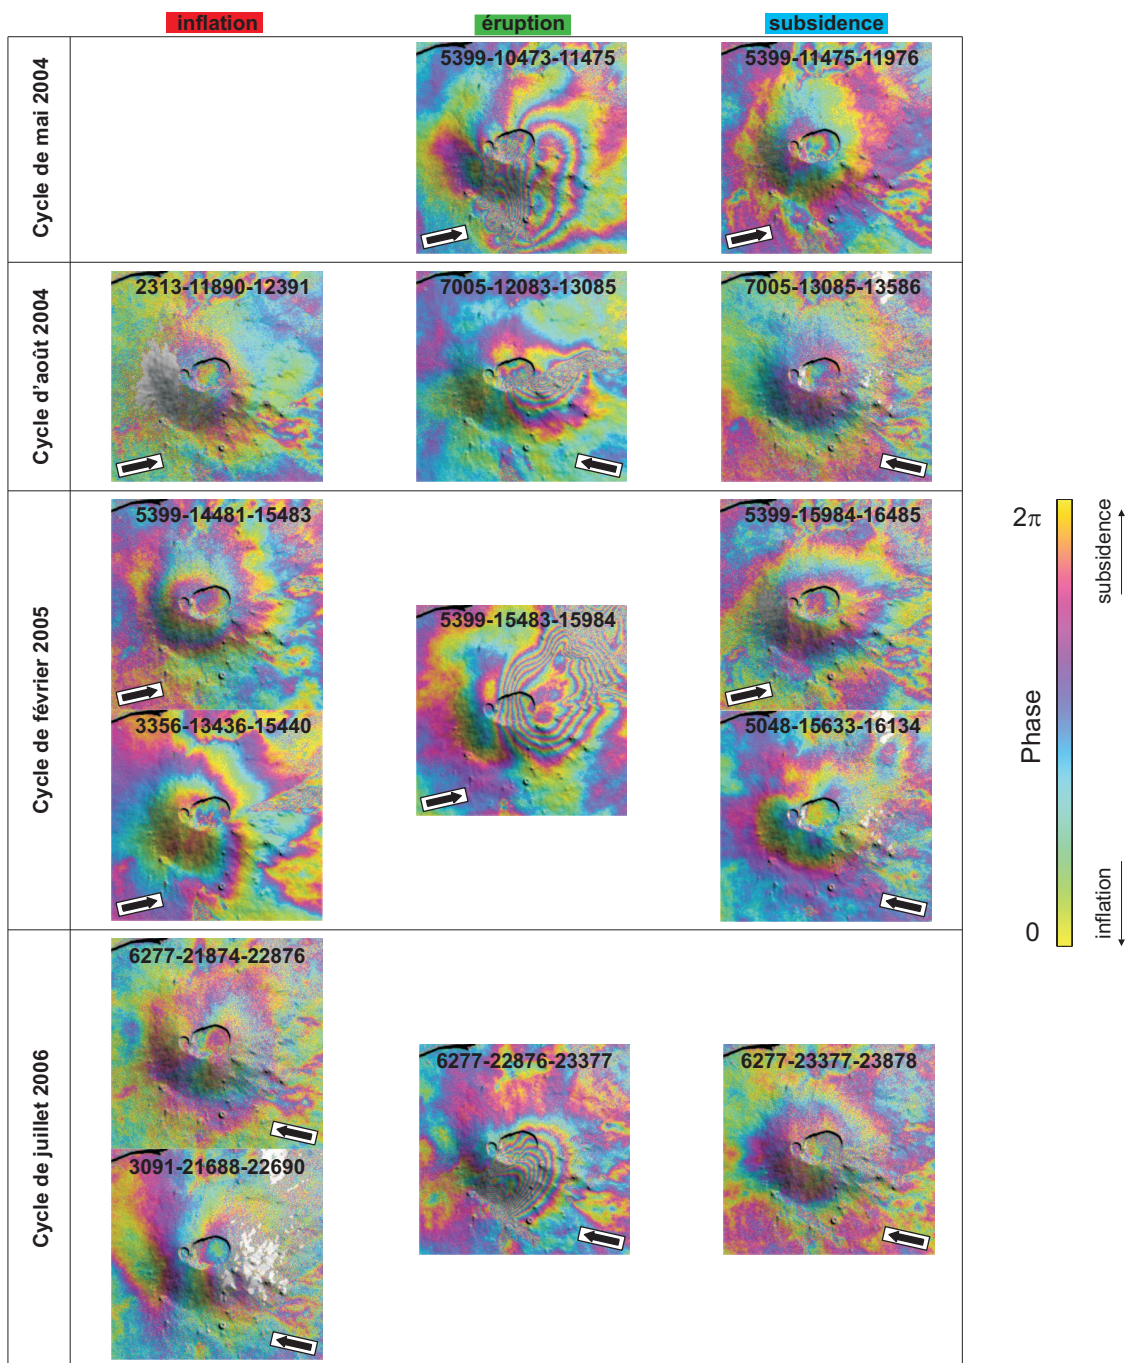 inflation
éruption
subsidence
Cycle de mai 2004
5399-10473-11475
5399-11475-11976
Cycle d'août 2004
2313-11890-12391
7005-12083-13085
7005-13085-13586
Cycle de février 2005
5399-14481-15483
3356-13436-15440
5399-15483-15984
5399-15984-16485
5048-15633-16134
Cycle de juillet 2006
6277-21874-22876
3091-21688-22690
6277-22876-23377
6277-23377-23878
2π
Phase
0
subsidence
inflation